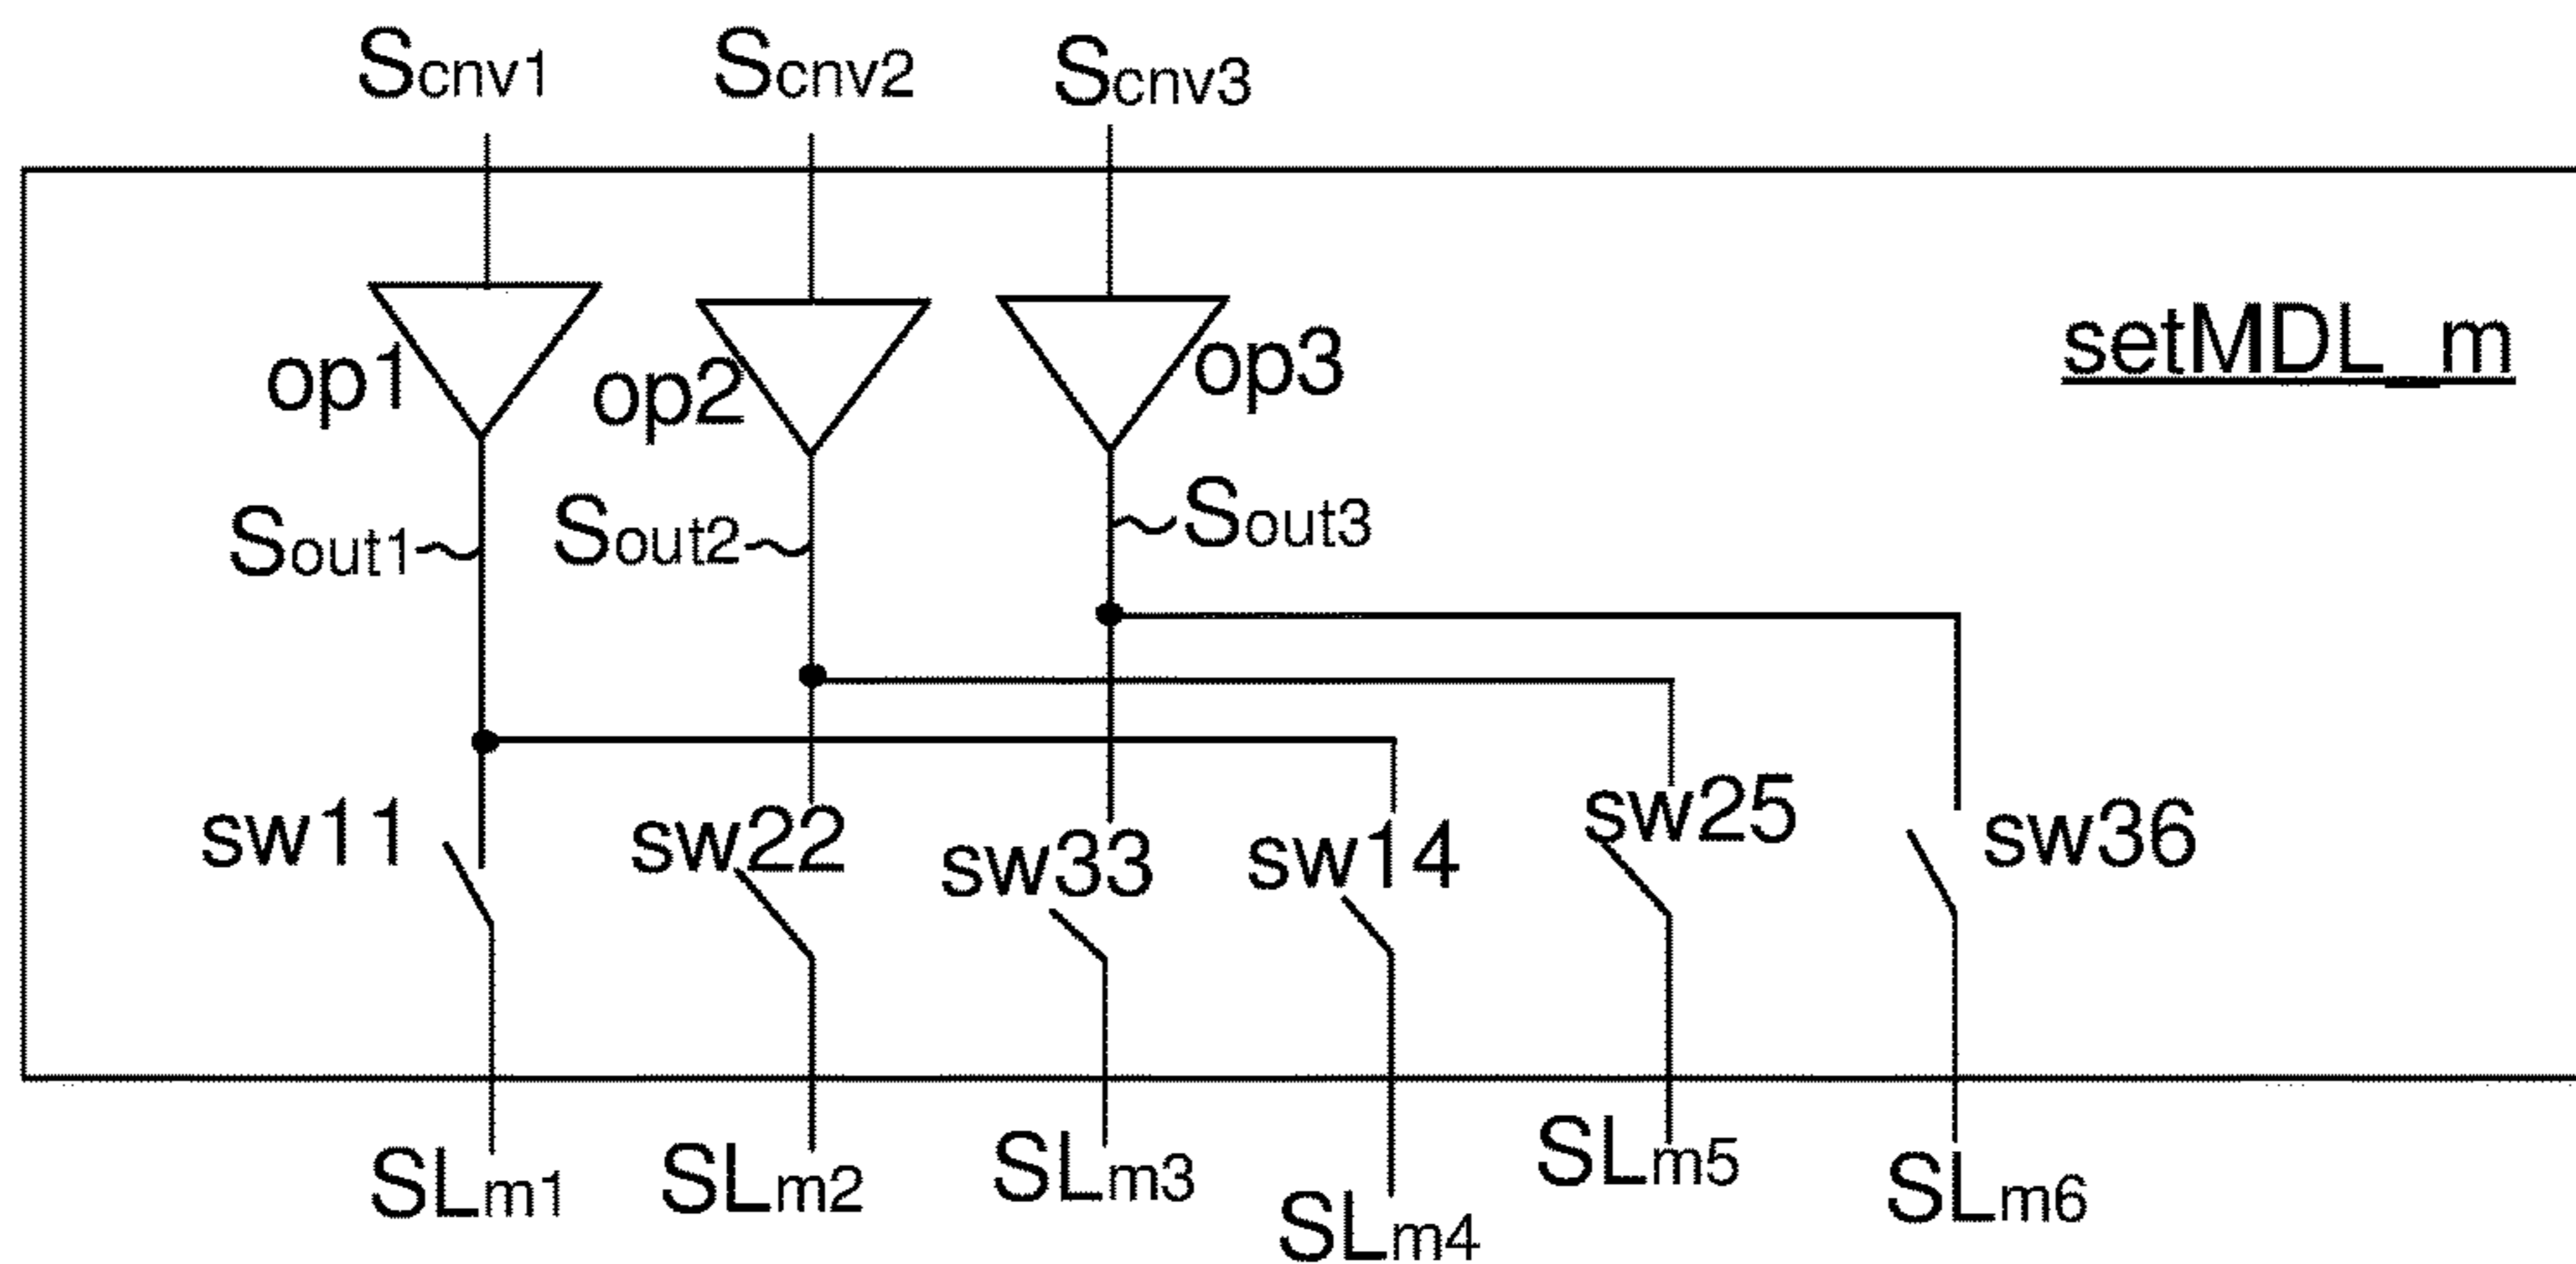 Scnv1 Scnv2 Scnv3
setMDL_m
op1 op2 op3
Sout1 Sout2 Sout3
sw11 sw22 sw33 sw14 sw25 sw36
SLm1 SLm2 SLm3 SLm4 SLm5 SLm6